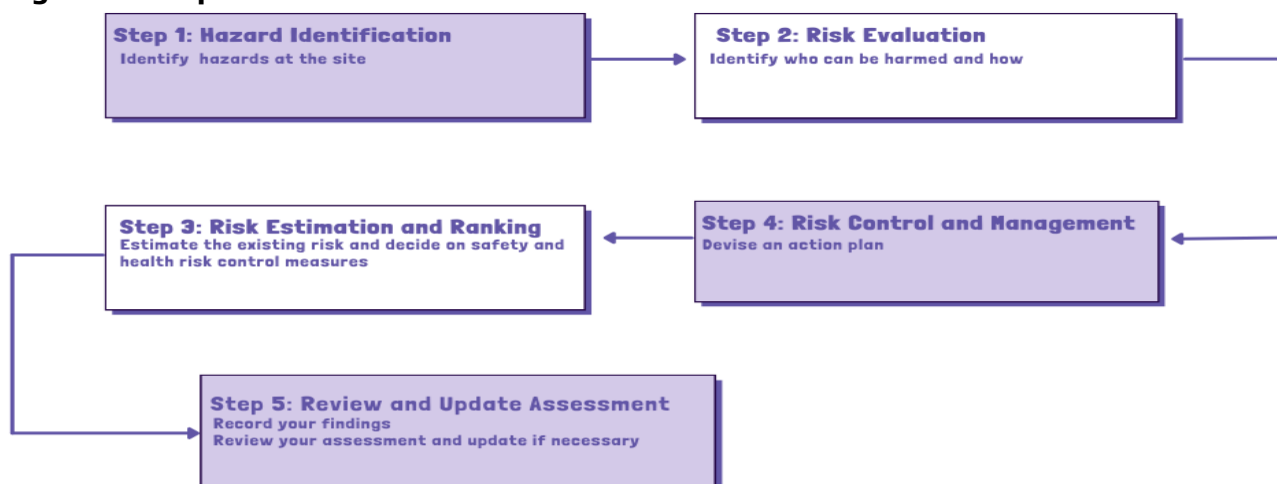 Step 1: Hazard Identification
Identify hazards at the site
Step 2: Risk Evaluation
Identify who can be harmed and how
Step 3: Risk Estimation and Ranking
Estimate the existing risk and decide on safety and
health risk control measures
Step 4: Risk Control and Management
Devise an action plan
Step 5: Review and Update Assessment
Record your findings
Review your assessment and update if necessary